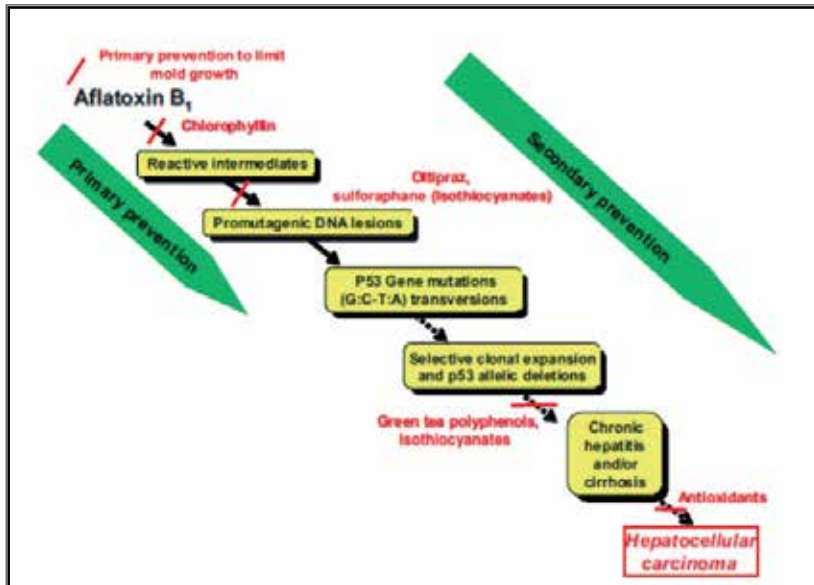 Primary prevention to limit
mold growth
Aflatoxin B1
Chlorophyllin
Reactive intermediates
Oltipraz,
sulforaphane (Isothiocyanates)
Promutagenic DNA lesions
primary prevention
Secondary prevention
P53 Gene mutations
(G:C-T:A) transversions
Selective clonal expansion
and p53 allelic deletions
Green tea polyphenols,
Isothiocyanates
Chronic
hepatitis
and/or
cirrhosis
Antioxidants
Hepatocellular
carcinoma